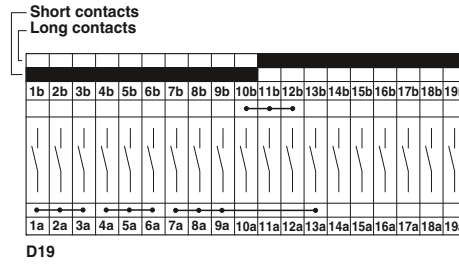 Short contacts
Long contacts
1b 2b 3b 4b 5b 6b 7b 8b 9b 10b 11b 12b 13b 14b 15b 16b 17b 18b 19b
1a 2a 3a 4a 5a 6a 7a 8a 9a 10a 11a 12a 13a 14a 15a 16a 17a 18a 19a
D19